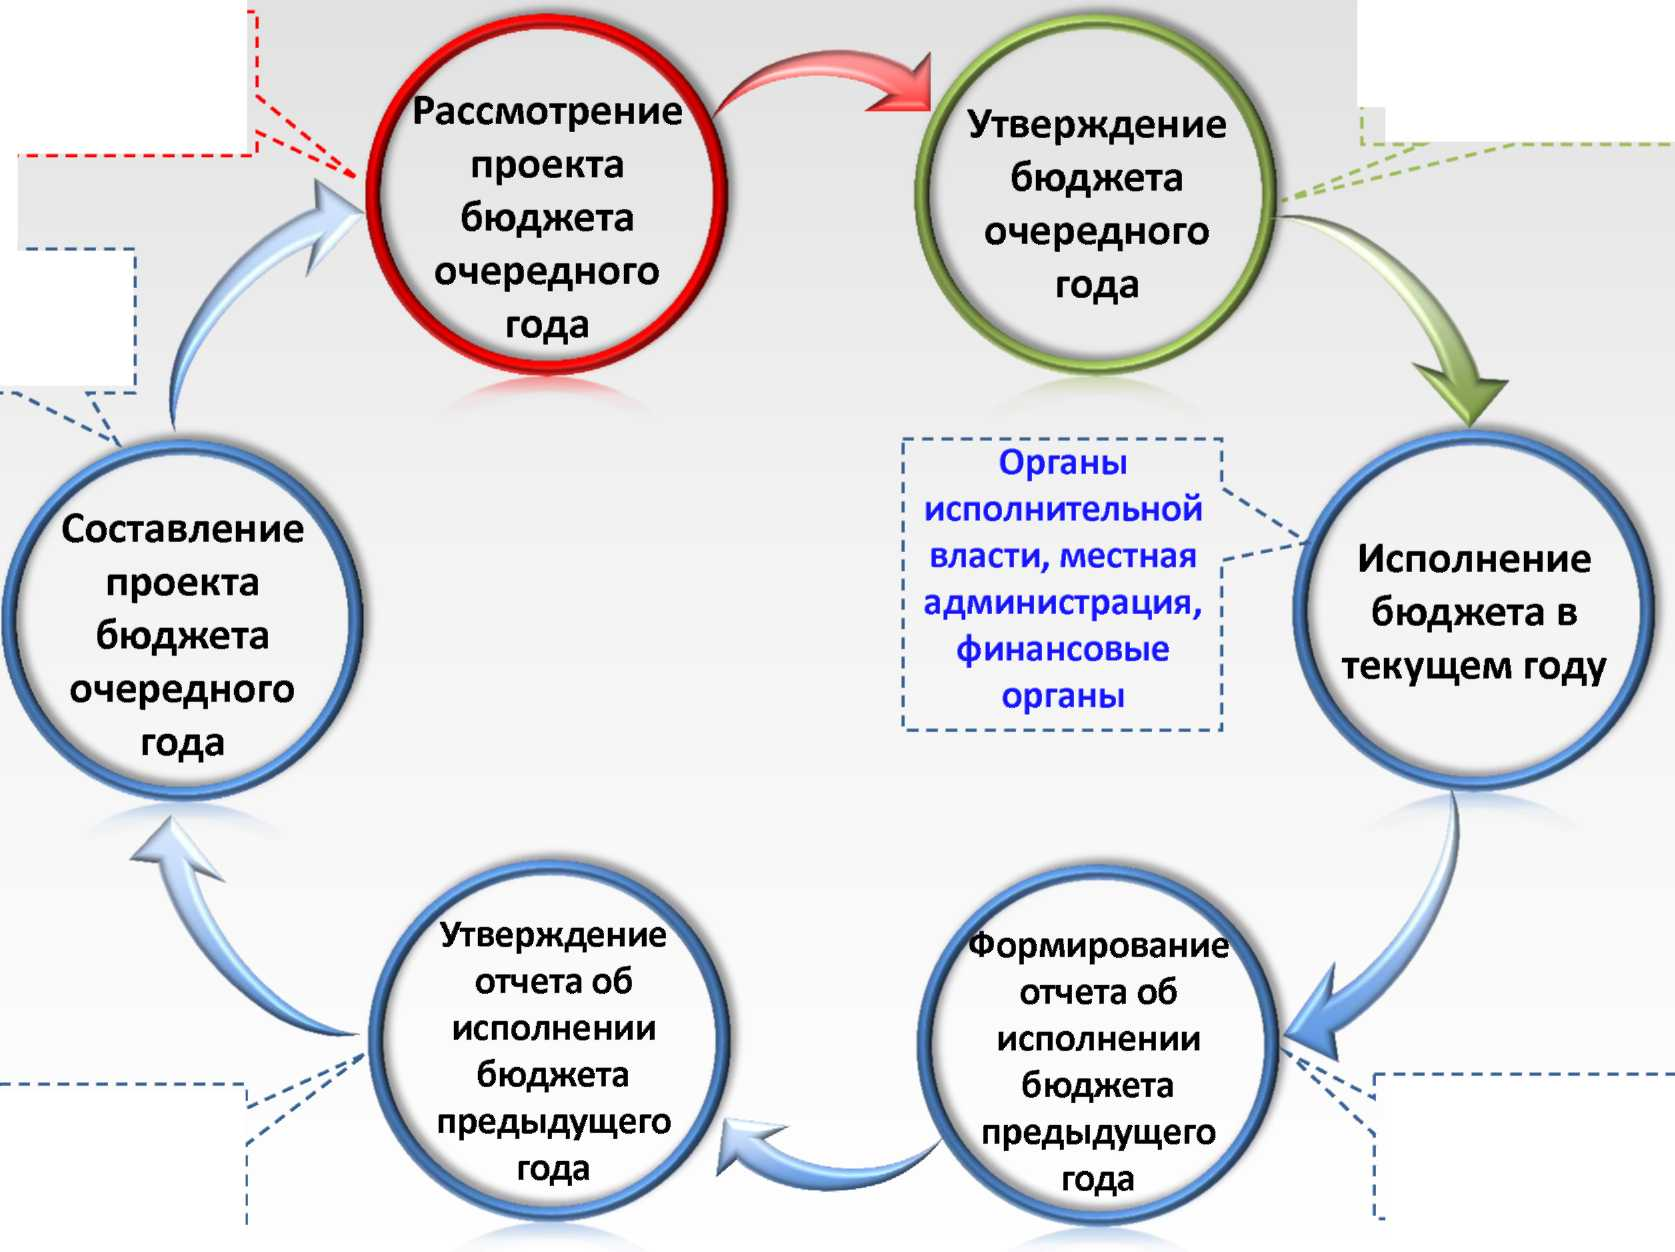 Рассмотрение
проекта
бюджета
очередного
года
Утверждение
бюджета
очередного
года
Составление
проекта
бюджета
очередного
года
Органы
исполнительной
власти, местная
администрация,
финансовые
органы
Исполнение
бюджета в
текущем году
Утверждение
отчета об
исполнении
бюджета
предыдущего
года
Формирование
отчета об
исполнении
бюджета
предыдущего
года